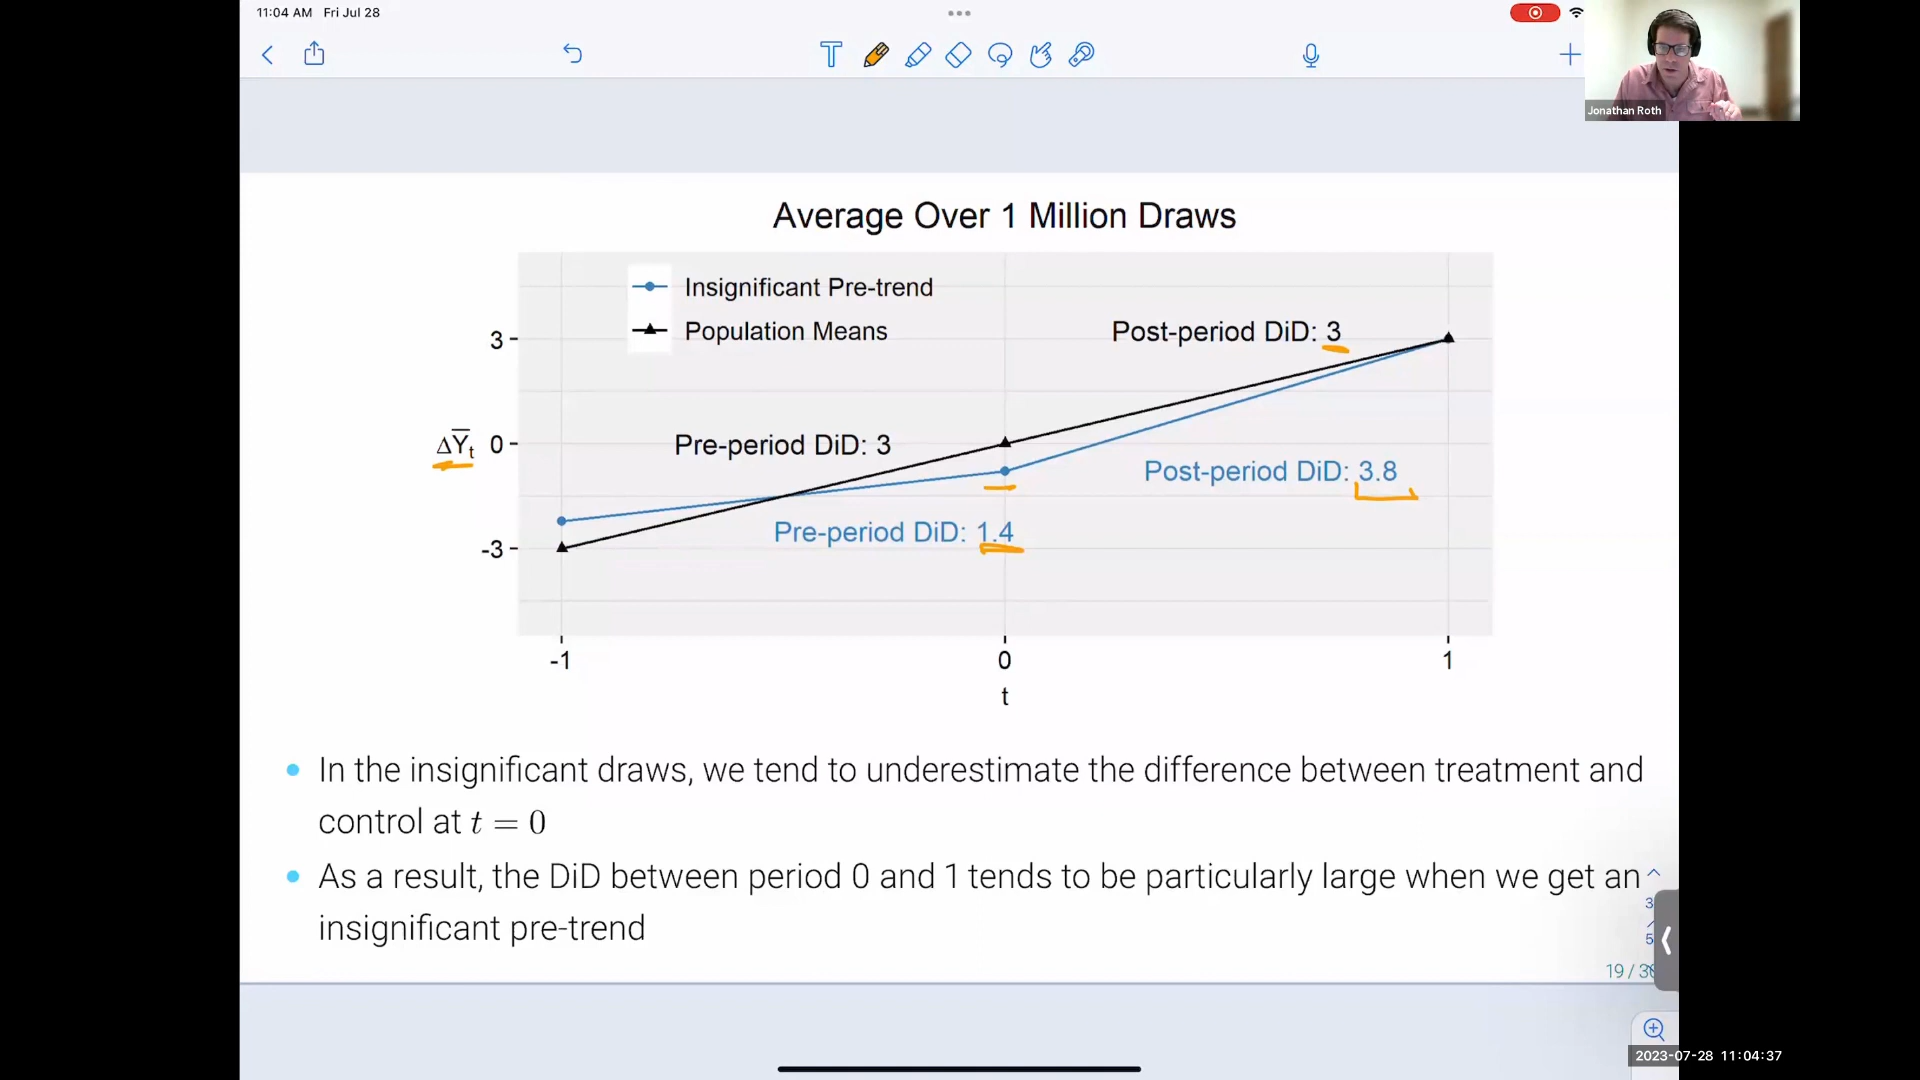 11:04 AM Fri Jul 28
T
Jonathan Roth
Average Over 1 Million Draws
Insignificant Pre-trend
Population Means
Post-period DiD: 3
3
ΔȲₜ 0
Pre-period DiD: 3
Post-period DiD: 3.8
Pre-period DiD: 1.4
-3
-1 0 1
t
In the insignificant draws, we tend to underestimate the difference between treatment and
control at t = 0
As a result, the DiD between period 0 and 1 tends to be particularly large when we get an
insignificant pre-trend
3
5
19 / 
2023-07-28 11:04:37